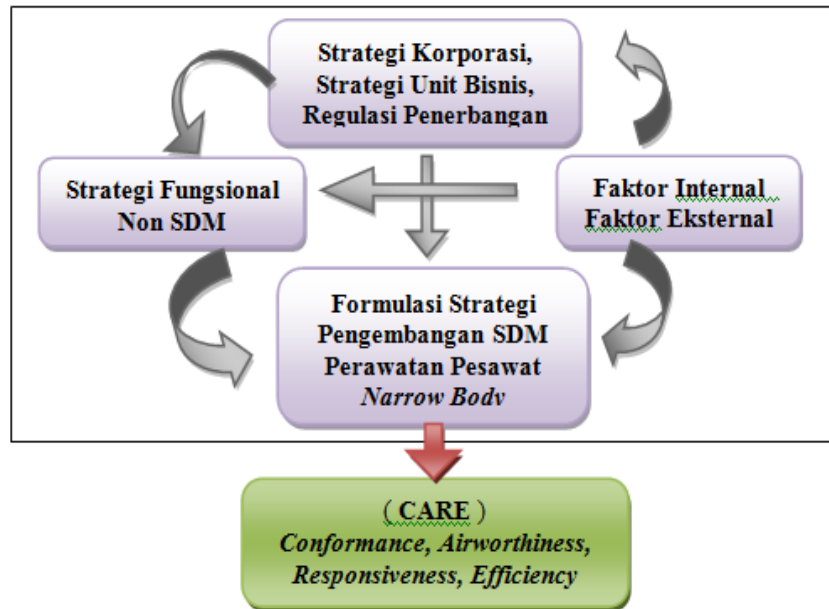 Strategi Korporasi,
Strategi Unit Bisnis,
Regulasi Penerbangan
Strategi Fungsional
Non SDM
Faktor Internal
Faktor Eksternal
Formulasi Strategi
Pengembangan SDM
Perawatan Pesawat
Narrow Body
( CARE )
Conformance, Airworthiness,
Responsiveness, Efficiency